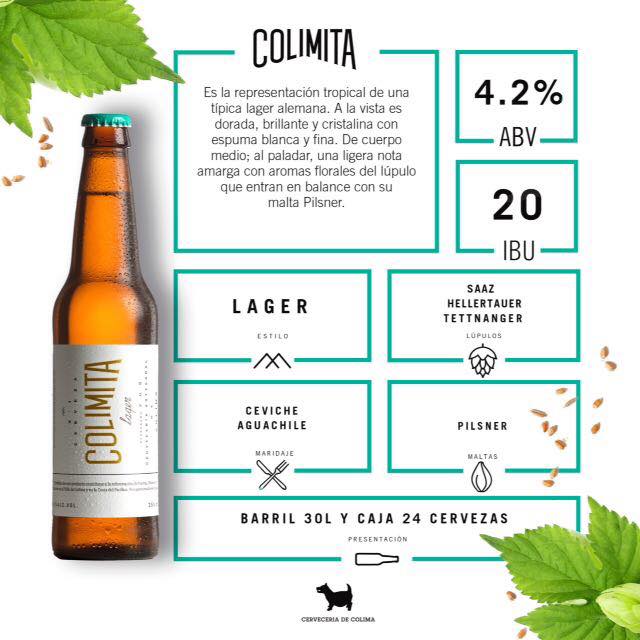 COLIMITA
Es la representación tropical de una
típica lager alemana. A la vista es
dorada, brillante y cristalina con
espuma blanca y fina. De cuerpo
medio; al paladar, una ligera nota
amarga con aromas florales del lúpulo
que entran en balance con su
malta Pilsner.
4.2%
ABV
20
IBU
LAGER
ESTILO
SAAZ
HELLERTAUER
TETTNANGER
LÚPULOS
CEVICHE
AGUACHILE
MARIDAJE
PILSNER
MALTAS
BARRIL 30L Y CAJA 24 CERVEZAS
PRESENTACIÓN
COLIMITA
lager
CERVEZA
CERVECERIA DE COLIMA